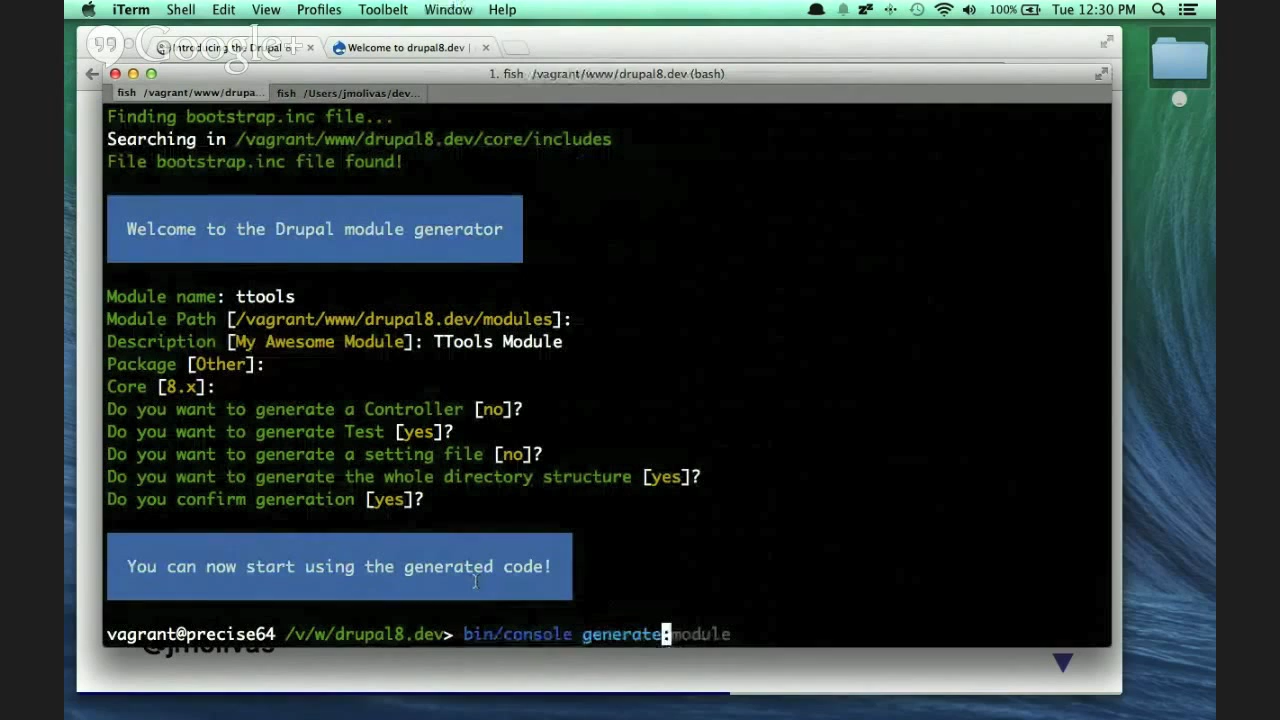 iTerm Shell Edit View Profiles Toolbelt Window Help 100% Tue 12:30 PM
Google+
Introducing the Drupal
Welcome to drupal8.dev
1. fish /vagrant/www/drupal8.dev (bash)
fish /vagrant/www/drupa... fish /Users/jmolivas/dev...
Finding bootstrap.inc file...
Searching in /vagrant/www/drupal8.dev/core/includes
File bootstrap.inc file found!
Welcome to the Drupal module generator
Module name: ttools
Module Path [/vagrant/www/drupal8.dev/modules]:
Description [My Awesome Module]: TTools Module
Package [Other]:
Core [8.x]:
Do you want to generate a Controller [no]?
Do you want to generate Test [yes]?
Do you want to generate a setting file [no]?
Do you want to generate the whole directory structure [yes]?
Do you confirm generation [yes]?
You can now start using the generated code!
vagrant@precise64 /v/w/drupal8.dev> bin/console generate:module
@jmolivas